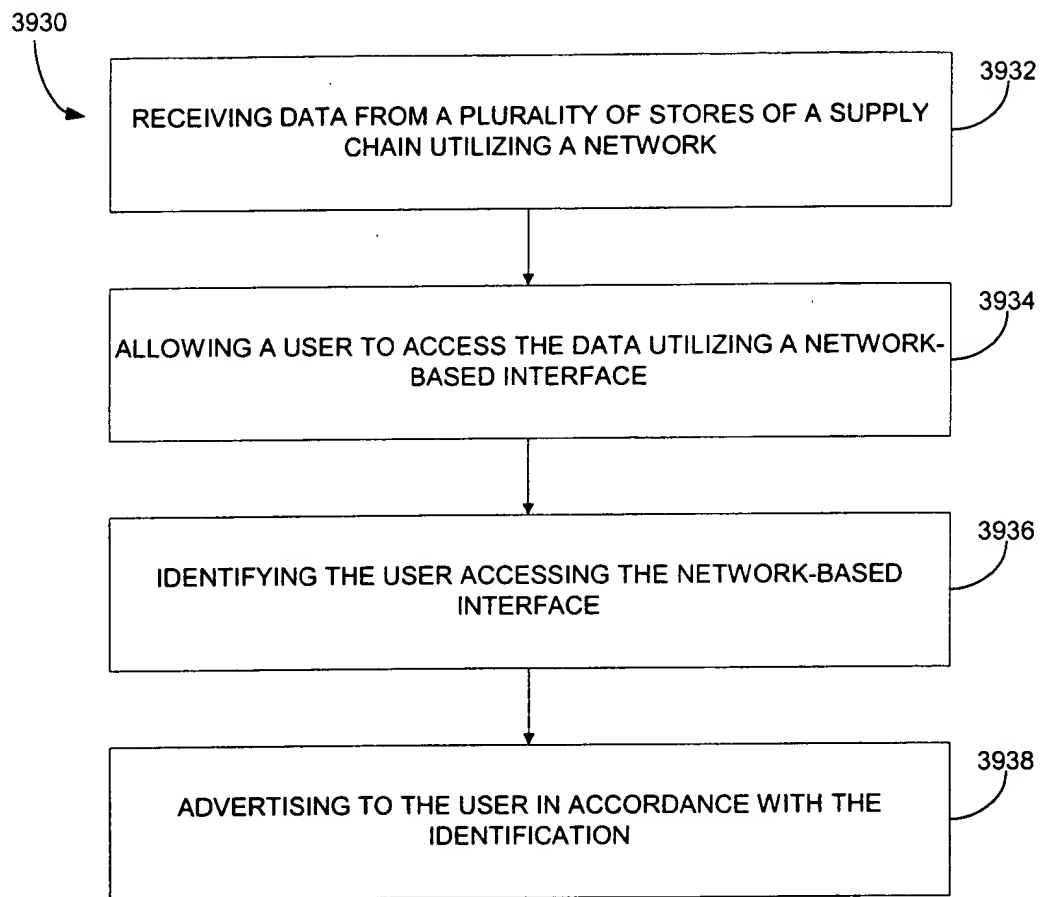 3930
3932
RECEIVING DATA FROM A PLURALITY OF STORES OF A SUPPLY
CHAIN UTILIZING A NETWORK
3934
ALLOWING A USER TO ACCESS THE DATA UTILIZING A NETWORK-
BASED INTERFACE
3936
IDENTIFYING THE USER ACCESSING THE NETWORK-BASED
INTERFACE
3938
ADVERTISING TO THE USER IN ACCORDANCE WITH THE
IDENTIFICATION